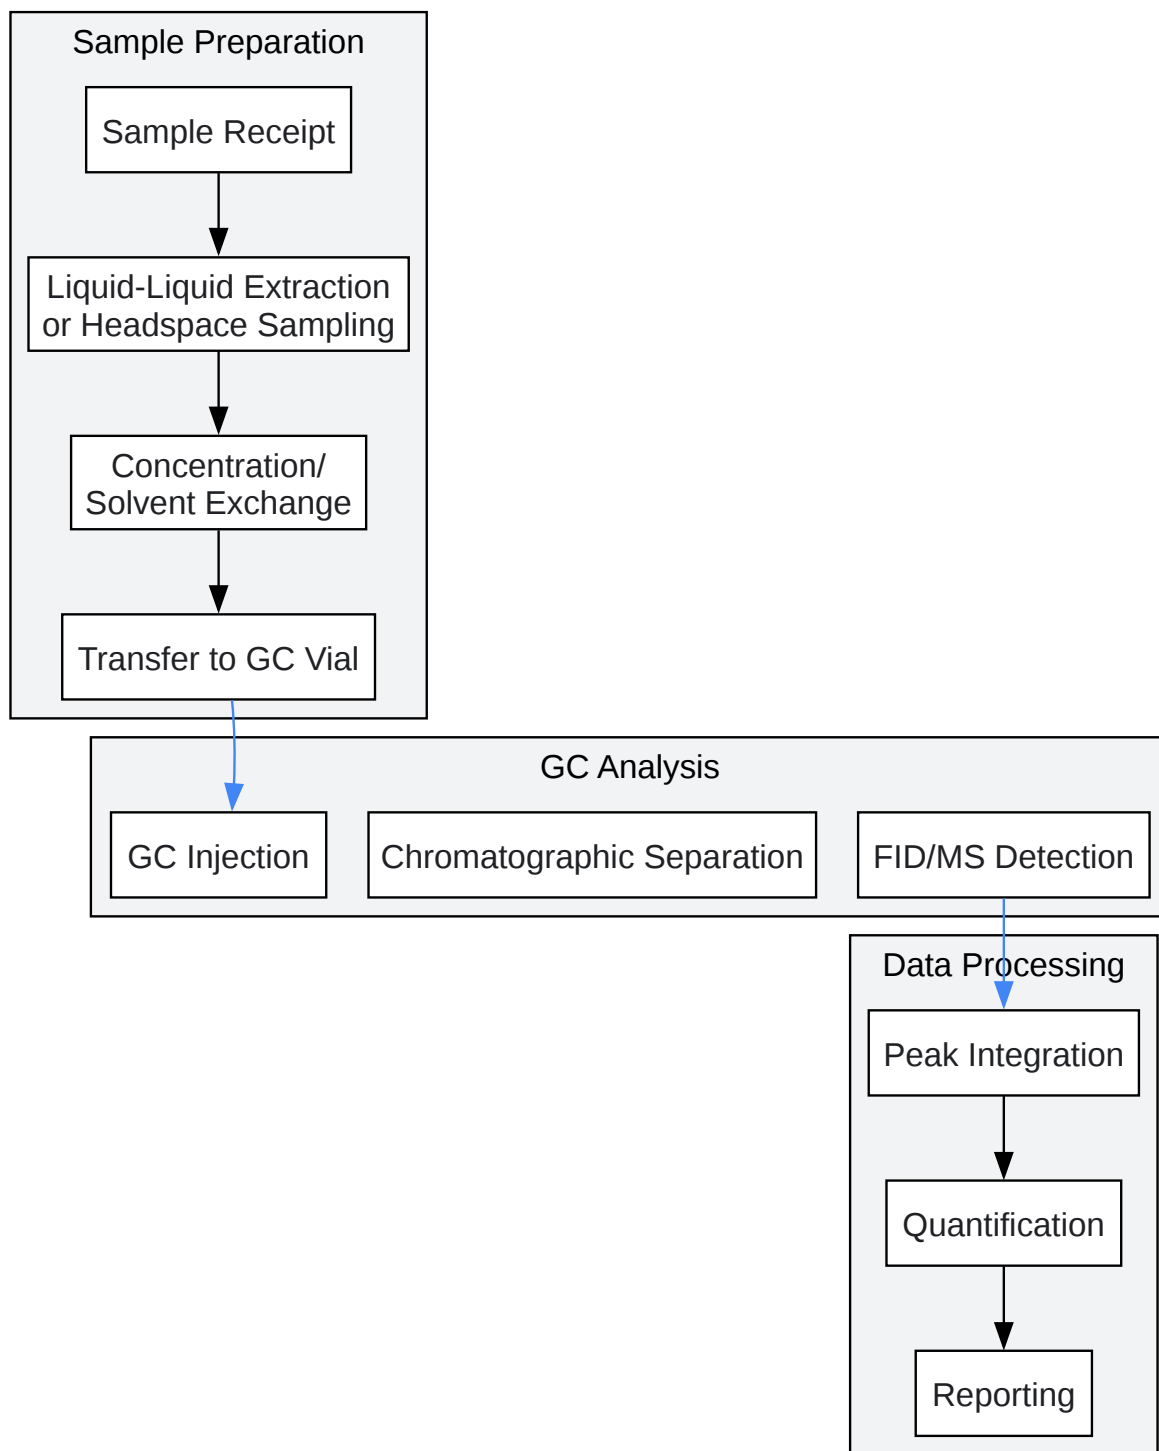 Sample Preparation
Sample Receipt
Liquid-Liquid Extraction
or Headspace Sampling
Concentration/
Solvent Exchange
Transfer to GC Vial
GC Analysis
GC Injection
Chromatographic Separation
FID/MS Detection
Data Processing
Peak Integration
Quantification
Reporting